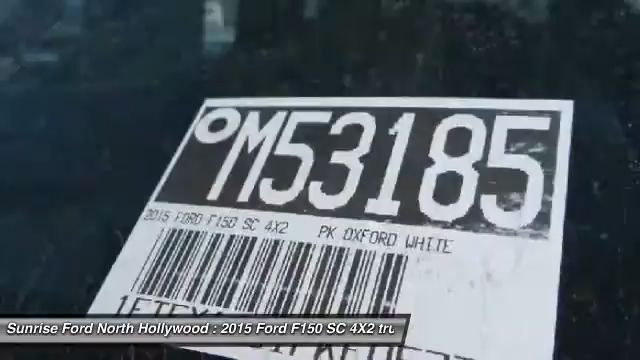 M53185
2015 FORD F150 SC 4X2 PK OXFORD WHITE
Sunrise Ford North Hollywood : 2015 Ford F150 SC 4X2 tru